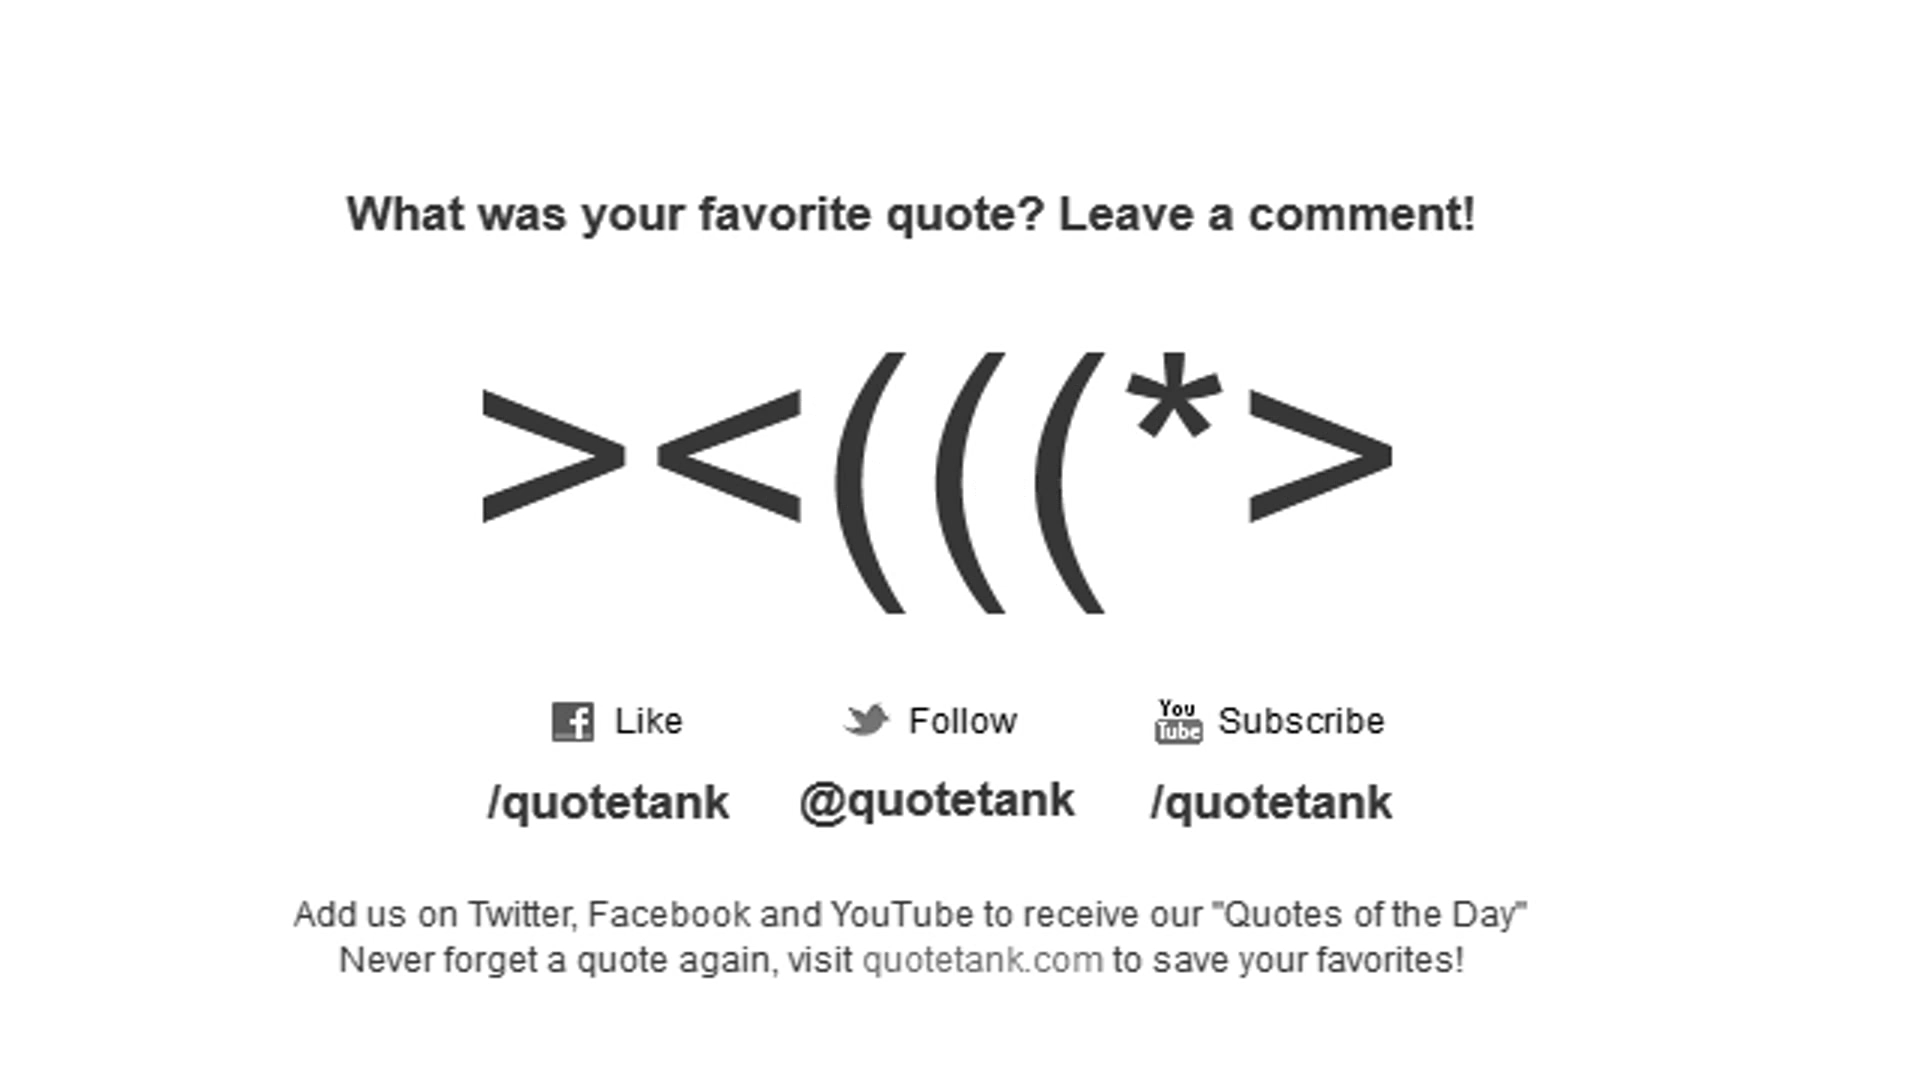 What was your favorite quote? Leave a comment!
><(((*>
f Like
Follow
You Tube Subscribe
/quotetank
@quotetank
/quotetank
Add us on Twitter, Facebook and YouTube to receive our "Quotes of the Day"
Never forget a quote again, visit quotetank.com to save your favorites!